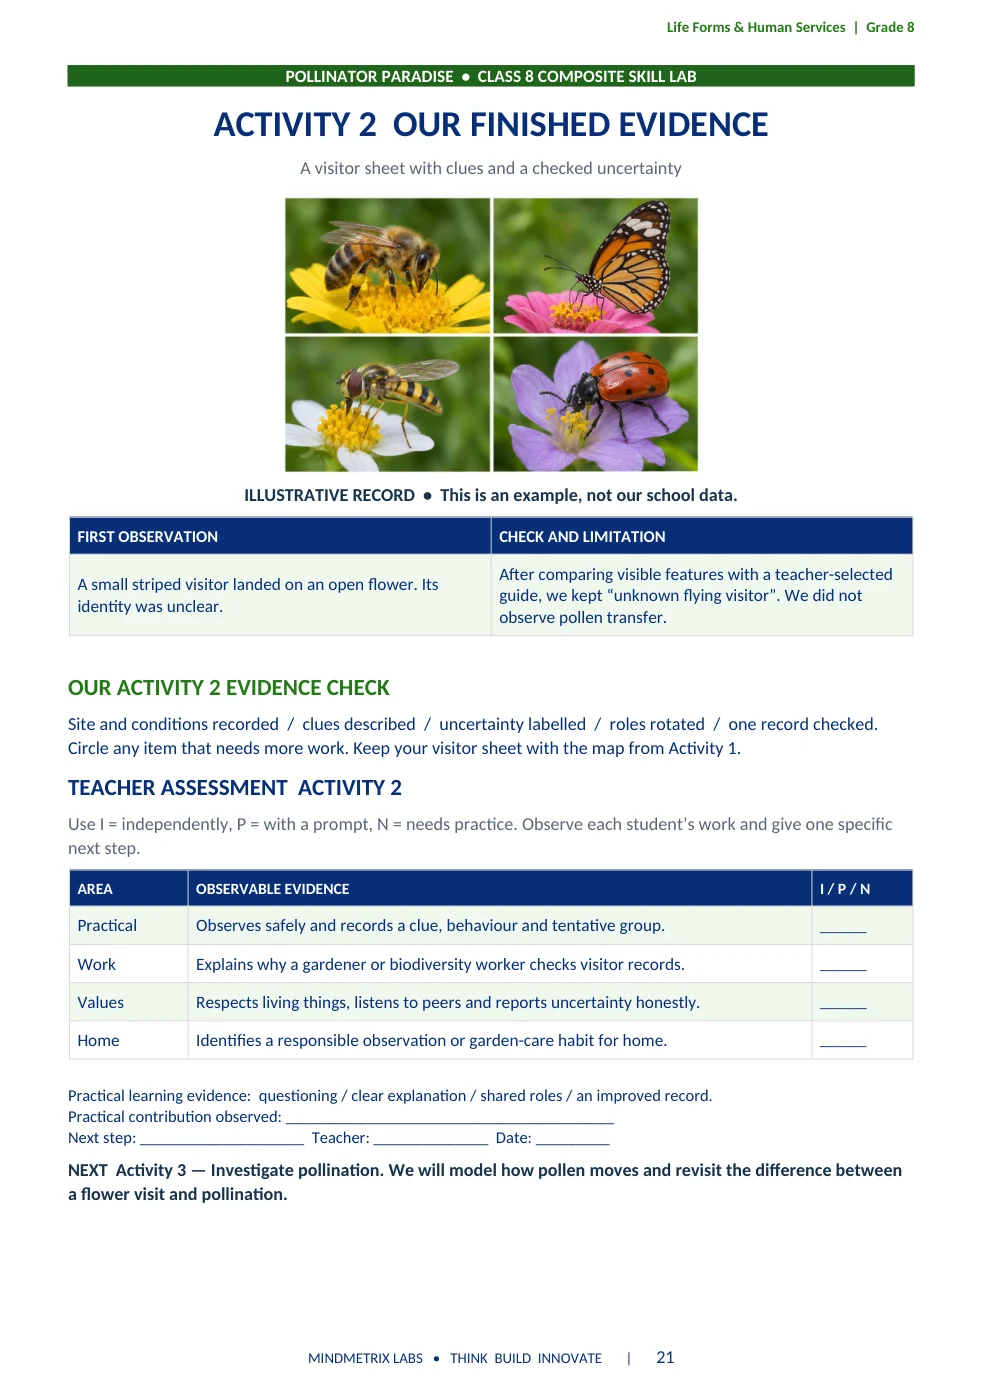 Life Forms & Human Services | Grade 8
POLLINATOR PARADISE ● CLASS 8 COMPOSITE SKILL LAB
ACTIVITY 2 OUR FINISHED EVIDENCE
A visitor sheet with clues and a checked uncertainty
ILLUSTRATIVE RECORD ● This is an example, not our school data.
FIRST OBSERVATION
CHECK AND LIMITATION
A small striped visitor landed on an open flower. Its
identity was unclear.
After comparing visible features with a teacher-selected
guide, we kept “unknown flying visitor”. We did not
observe pollen transfer.
OUR ACTIVITY 2 EVIDENCE CHECK
Site and conditions recorded / clues described / uncertainty labelled / roles rotated / one record checked.
Circle any item that needs more work. Keep your visitor sheet with the map from Activity 1.
TEACHER ASSESSMENT ACTIVITY 2
Use I = independently, P = with a prompt, N = needs practice. Observe each student’s work and give one specific
next step.
AREA OBSERVABLE EVIDENCE I / P / N
Practical Observes safely and records a clue, behaviour and tentative group. ______
Work Explains why a gardener or biodiversity worker checks visitor records. ______
Values Respects living things, listens to peers and reports uncertainty honestly. ______
Home Identifies a responsible observation or garden-care habit for home. ______
Practical learning evidence: questioning / clear explanation / shared roles / an improved record.
Practical contribution observed: ________________________________________
Next step: ____________________ Teacher: ______________ Date: _________
NEXT Activity 3 — Investigate pollination. We will model how pollen moves and revisit the difference between
a flower visit and pollination.
MINDMETRIX LABS ● THINK BUILD INNOVATE | 21